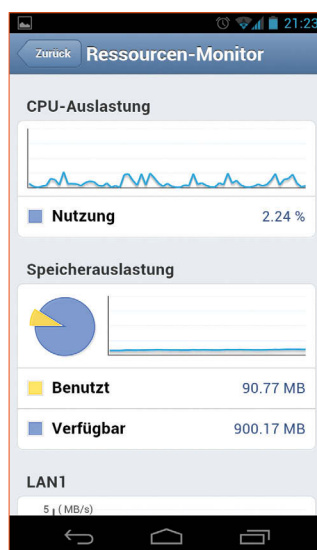 21:23
Zurück Ressourcen-Monitor
CPU-Auslastung
Nutzung 2.24 %
Speicherauslastung
Benutzt 90.77 MB
Verfügbar 900.17 MB
LAN1
5 (MB/s)